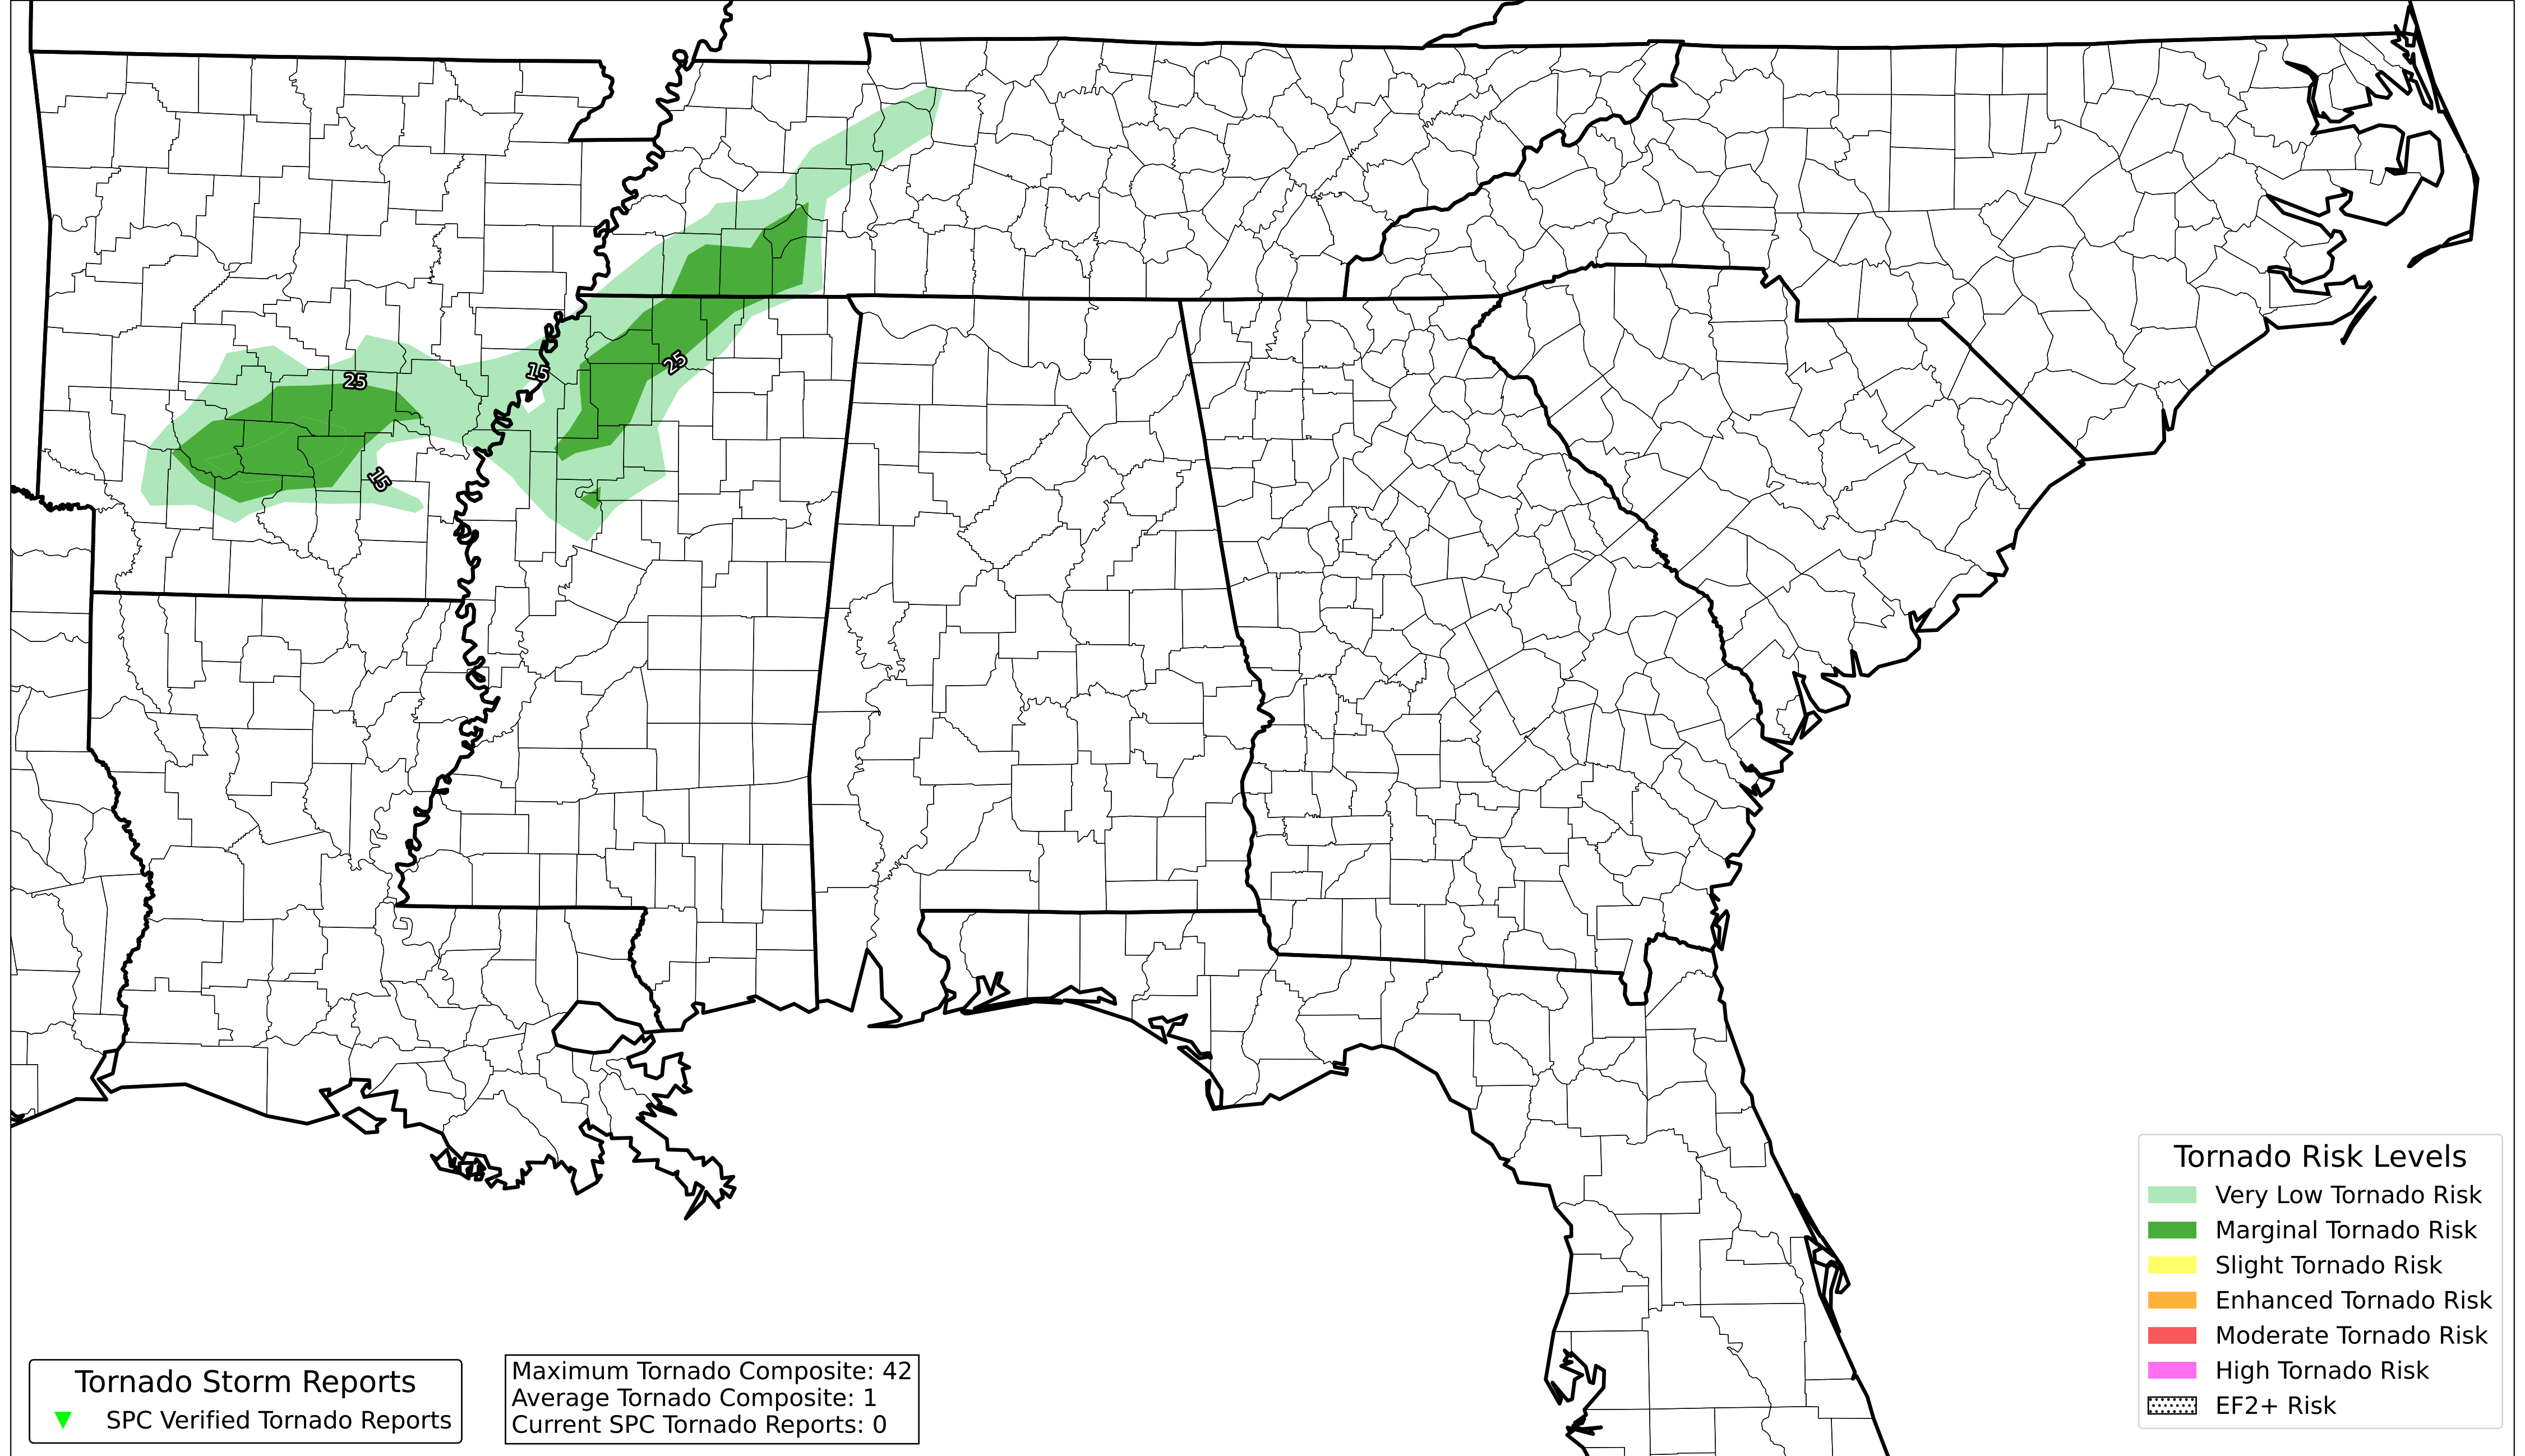 25
15
25
15
Tornado Risk Levels
Very Low Tornado Risk
Marginal Tornado Risk
Slight Tornado Risk
Enhanced Tornado Risk
Moderate Tornado Risk
High Tornado Risk
EF2+ Risk
Tornado Storm Reports
SPC Verified Tornado Reports
Maximum Tornado Composite: 42
Average Tornado Composite: 1
Current SPC Tornado Reports: 0